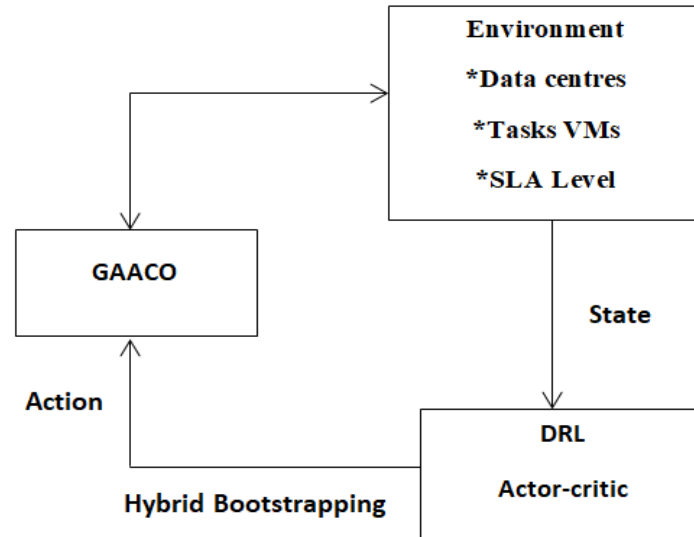 Environment
*Data centres
*Tasks VMs
*SLA Level
GAACO
State
Action
DRL
Actor-critic
Hybrid Bootstrapping